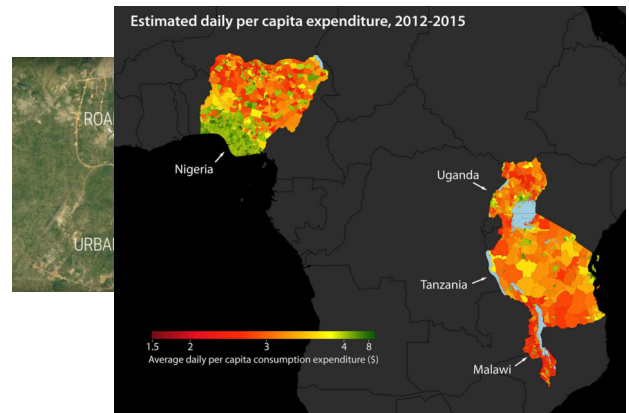 Estimated daily per capita expenditure, 2012-2015
ROA
Nigeria
Uganda
URBA
Tanzania
1.5 2 3 4 8
Average daily per capita consumption expenditure ($)
Malawi